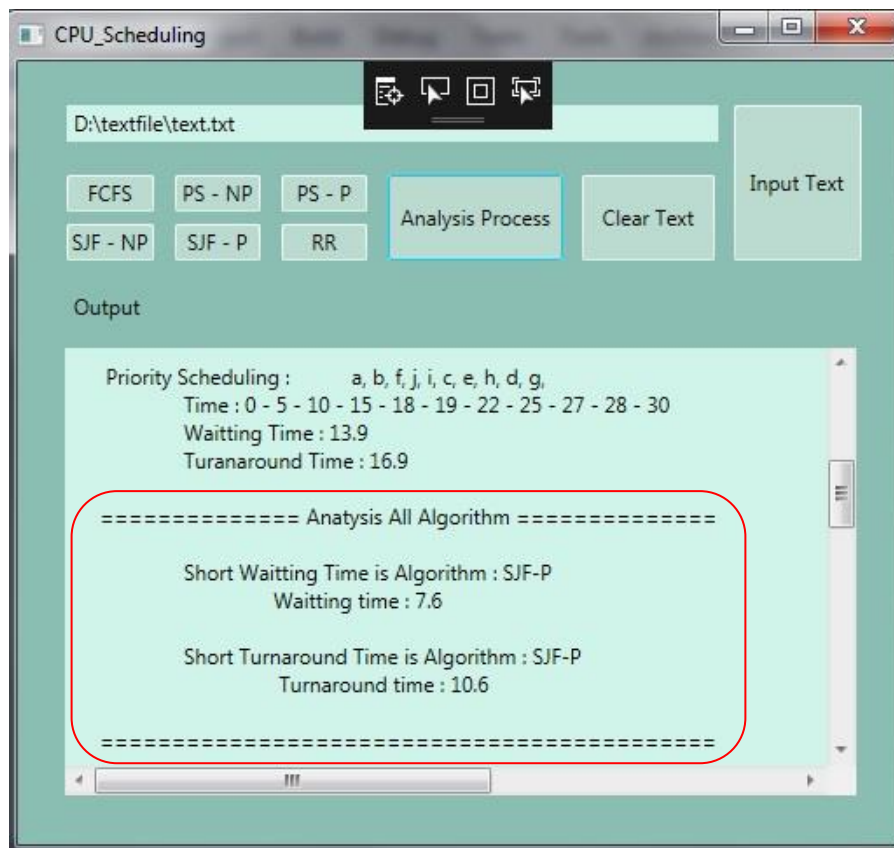 CPU_Scheduling
D:\textfile\text.txt
FCFS PS - NP PS - P
SJF - NP SJF - P RR
Analysis Process
Clear Text
Input Text
Output
Priority Scheduling : a, b, f, j, i, c, e, h, d, g,
Time : 0 - 5 - 10 - 15 - 18 - 19 - 22 - 25 - 27 - 28 - 30
Waitting Time : 13.9
Turanaround Time : 16.9
============== Anatysis All Algorithm ==============
Short Waitting Time is Algorithm : SJF-P
Waitting time : 7.6
Short Turnaround Time is Algorithm : SJF-P
Turnaround time : 10.6
===========================================